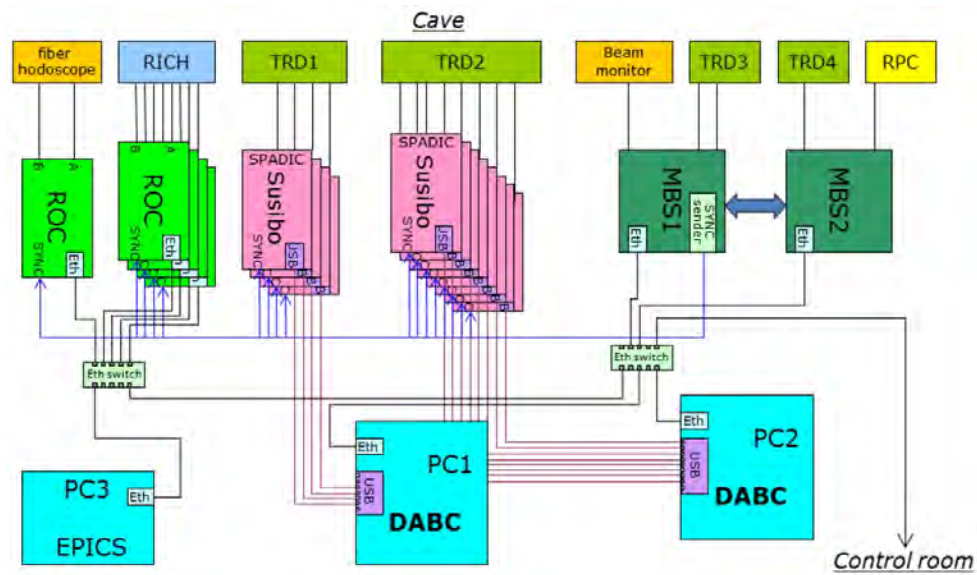 Cave
fiber
hodoscope
RICH
TRD1
TRD2
Beam
monitor
TRD3
TRD4
RPC
B
A
ROC
SYNC
Eth
B
A
ROC
Eth
SPADIC
Susibo
SYNC
USB
B
B
B
SPADIC
Susibo
SYNC
USB
MBS1
SYNC
sender
Eth
MBS2
Eth
Eth switch
Eth switch
PC3
Eth
EPICS
Eth
PC1
USB
DABC
Eth
PC2
USB
DABC
Control room